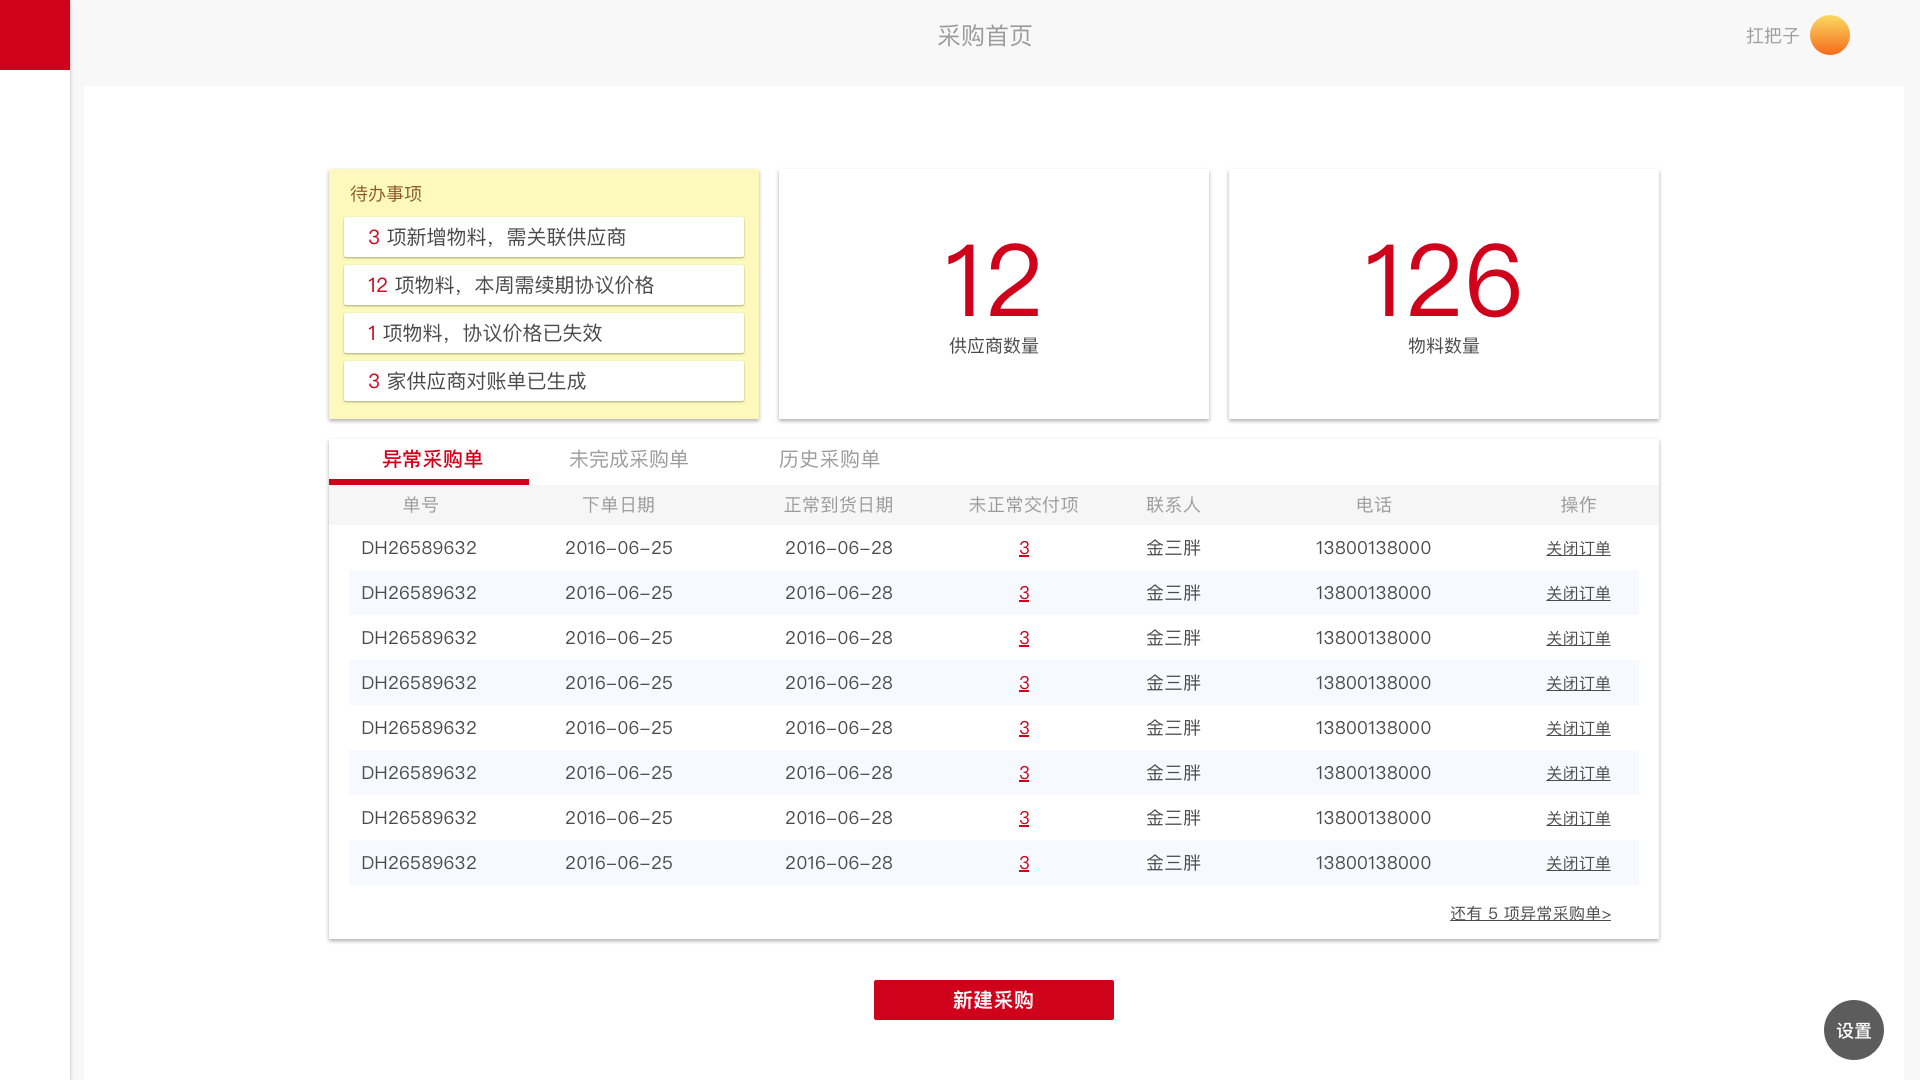 采购首页
扛把子
待办事项
3 项新增物料，需关联供应商
12 项物料，本周需续期协议价格
1 项物料，协议价格已失效
3 家供应商对账单已生成
12
供应商数量
126
物料数量
异常采购单 未完成采购单 历史采购单
单号 下单日期 正常到货日期 未正常交付项 联系人 电话 操作
DH26589632 2016-06-25 2016-06-28 3 金三胖 13800138000 关闭订单
DH26589632 2016-06-25 2016-06-28 3 金三胖 13800138000 关闭订单
DH26589632 2016-06-25 2016-06-28 3 金三胖 13800138000 关闭订单
DH26589632 2016-06-25 2016-06-28 3 金三胖 13800138000 关闭订单
DH26589632 2016-06-25 2016-06-28 3 金三胖 13800138000 关闭订单
DH26589632 2016-06-25 2016-06-28 3 金三胖 13800138000 关闭订单
DH26589632 2016-06-25 2016-06-28 3 金三胖 13800138000 关闭订单
DH26589632 2016-06-25 2016-06-28 3 金三胖 13800138000 关闭订单
还有 5 项异常采购单>
新建采购
设置